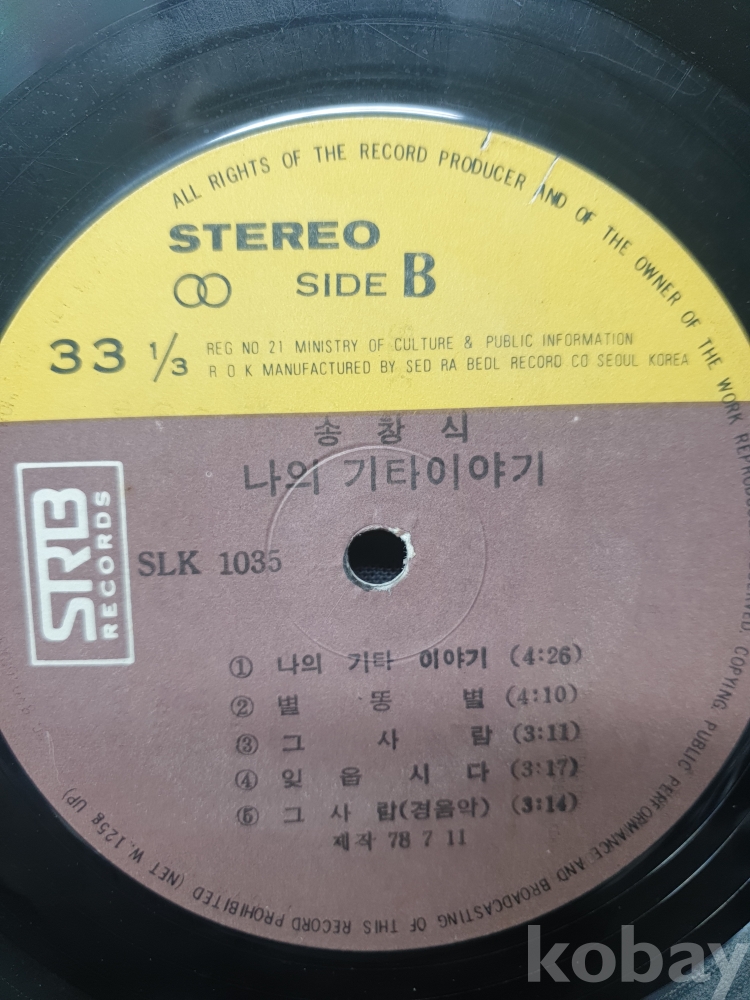 ALL RIGHTS OF THE RECORD PRODUCER AND OF THE OWNER OF THE WORK REPRODUCED. COPYING, PUBLIC PERFORMANCE AND BROADCASTING OF THIS RECORD PROHIBITED (NET W. 125g UP)
STEREO
SIDE B
33 1/3
REG NO 21 MINISTRY OF CULTURE & PUBLIC INFORMATION
R O K MANUFACTURED BY SEO RA BEOL RECORD CO SEOUL KOREA
송 창 식
나의 기타이야기
SRB
RECORDS
SLK 1035
① 나의 기타 이야기 (4:26)
② 별 똥 별 (4:10)
③ 그 사 람 (3:11)
④ 잊 읍 시 다 (3:17)
⑤ 그 사 람(경음악) (3:14)
제작 78 7 11
kobay